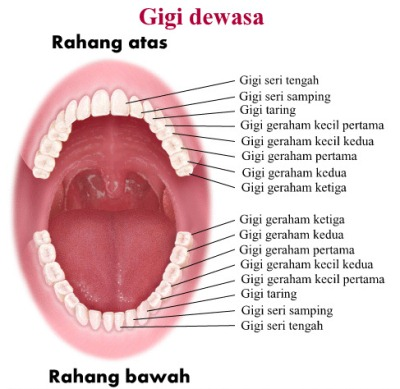 Gigi dewasa
Rahang atas
Gigi seri tengah
Gigi seri samping
Gigi taring
Gigi geraham kecil pertama
Gigi geraham kecil kedua
Gigi geraham pertama
Gigi geraham kedua
Gigi geraham ketiga
Gigi geraham ketiga
Gigi geraham kedua
Gigi geraham pertama
Gigi geraham kecil kedua
Gigi geraham kecil pertama
Gigi taring
Gigi seri samping
Gigi seri tengah
Rahang bawah